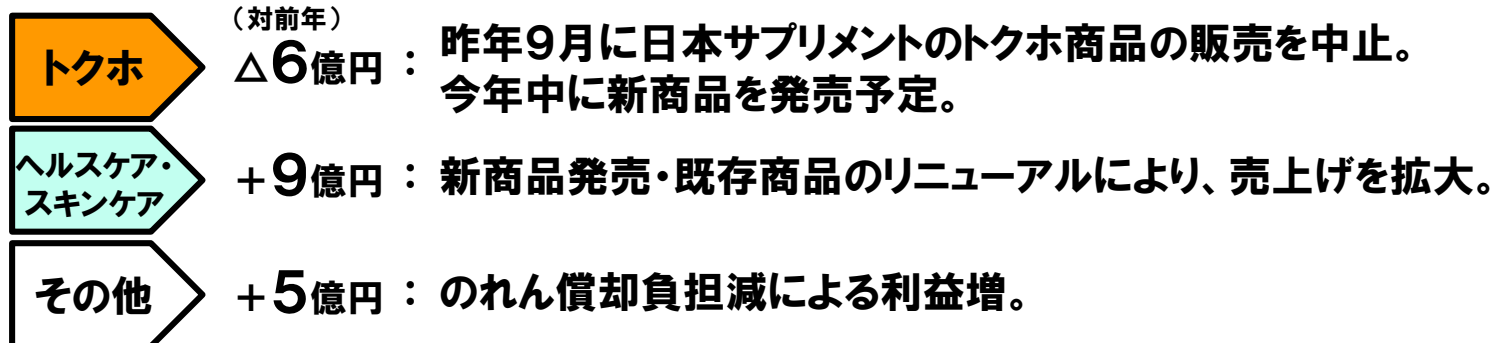 (対前年)
トクホ △6億円 : 昨年9月に日本サプリメントのトクホ商品の販売を中止。
今年中に新商品を発売予定。
ヘルスケア・
スキンケア +9億円 : 新商品発売・既存商品のリニューアルにより、売上げを拡大。
その他 +5億円 : のれん償却負担減による利益増。